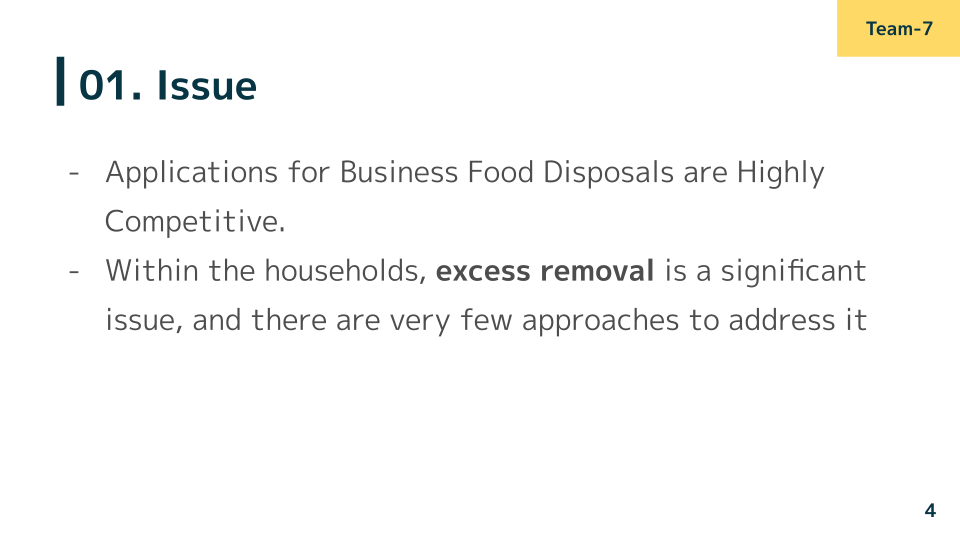 Team-7
01. Issue
- Applications for Business Food Disposals are Highly
Competitive.
- Within the households, excess removal is a significant
issue, and there are very few approaches to address it
4